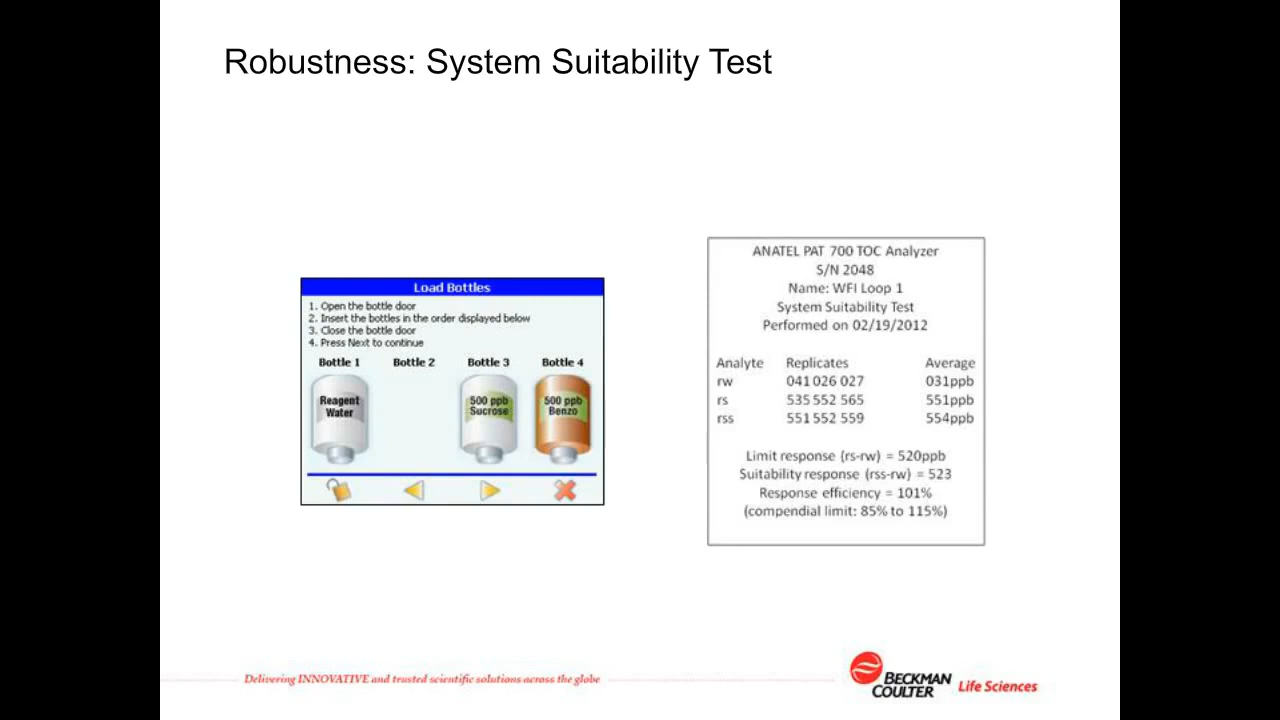 Robustness: System Suitability Test
Load Bottles
1. Open the bottle door
2. Insert the bottles in the order displayed below
3. Close the bottle door
4. Press Next to continue
Bottle 1 Bottle 2 Bottle 3 Bottle 4
Reagent Water
500 ppb Sucrose
500 ppb Benzo
ANATEL PAT 700 TOC Analyzer
S/N 2048
Name: WFI Loop 1
System Suitability Test
Performed on 02/19/2012
Analyte Replicates Average
rw 041 026 027 031ppb
rs 535 552 565 551ppb
rss 551 552 559 554ppb
Limit response (rs-rw) = 520ppb
Suitability response (rss-rw) = 523
Response efficiency = 101%
(compendial limit: 85% to 115%)
Delivering INNOVATIVE and trusted scientific solutions across the globe
BECKMAN
COULTER Life Sciences